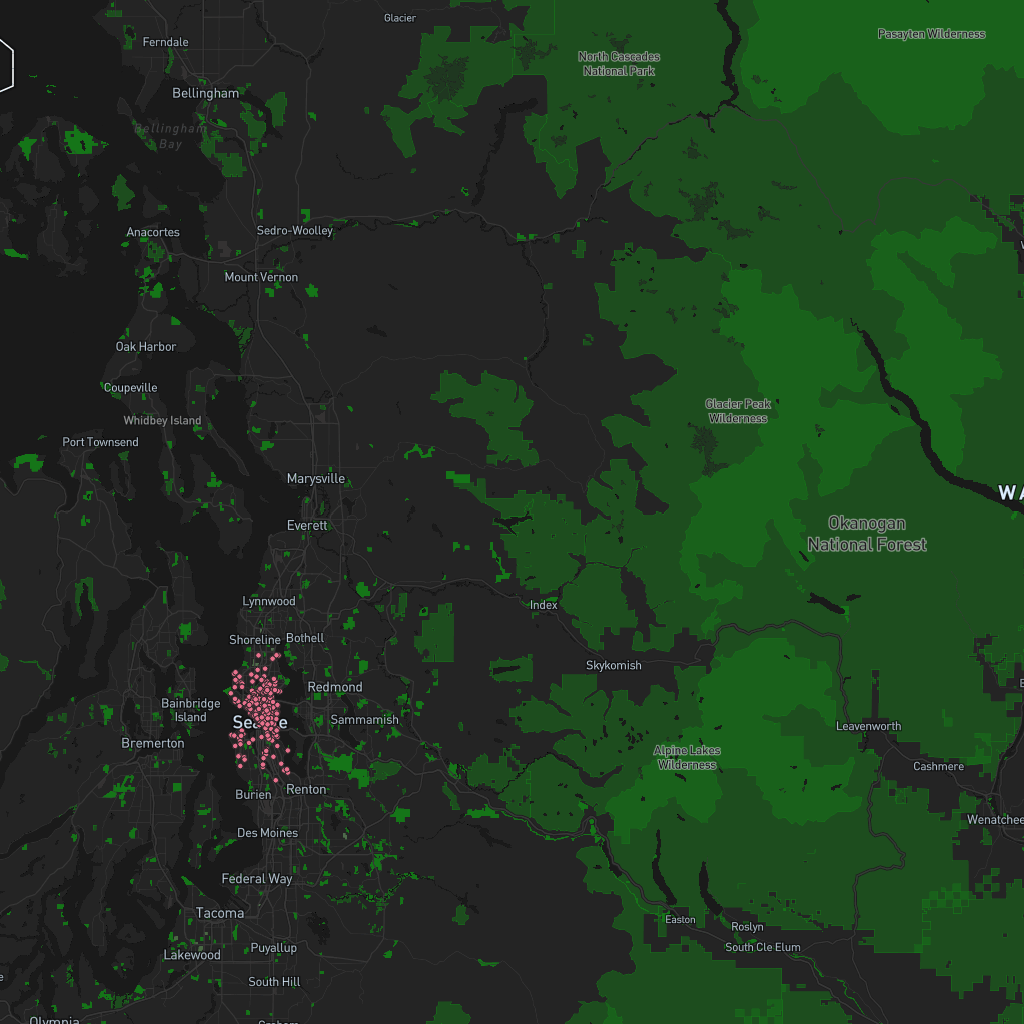 Glacier
Pasayten Wilderness
Ferndale
North Cascades
National Park
Bellingham
Bellingham
Bay
Anacortes
Sedro-Woolley
Mount Vernon
Oak Harbor
Coupeville
Glacier Peak
Wilderness
Whidbey Island
Port Townsend
Marysville
WA
Everett
Okanogan
National Forest
Lynnwood
Index
Shoreline
Bothell
Skykomish
Redmond
Bainbridge
Island
Sammamish
Leavenworth
Bremerton
Alpine Lakes
Wilderness
Cashmere
Burien
Renton
Wenatchee
Des Moines
Federal Way
Tacoma
Easton
Roslyn
Puyallup
South Cle Elum
Lakewood
South Hill
Olympia